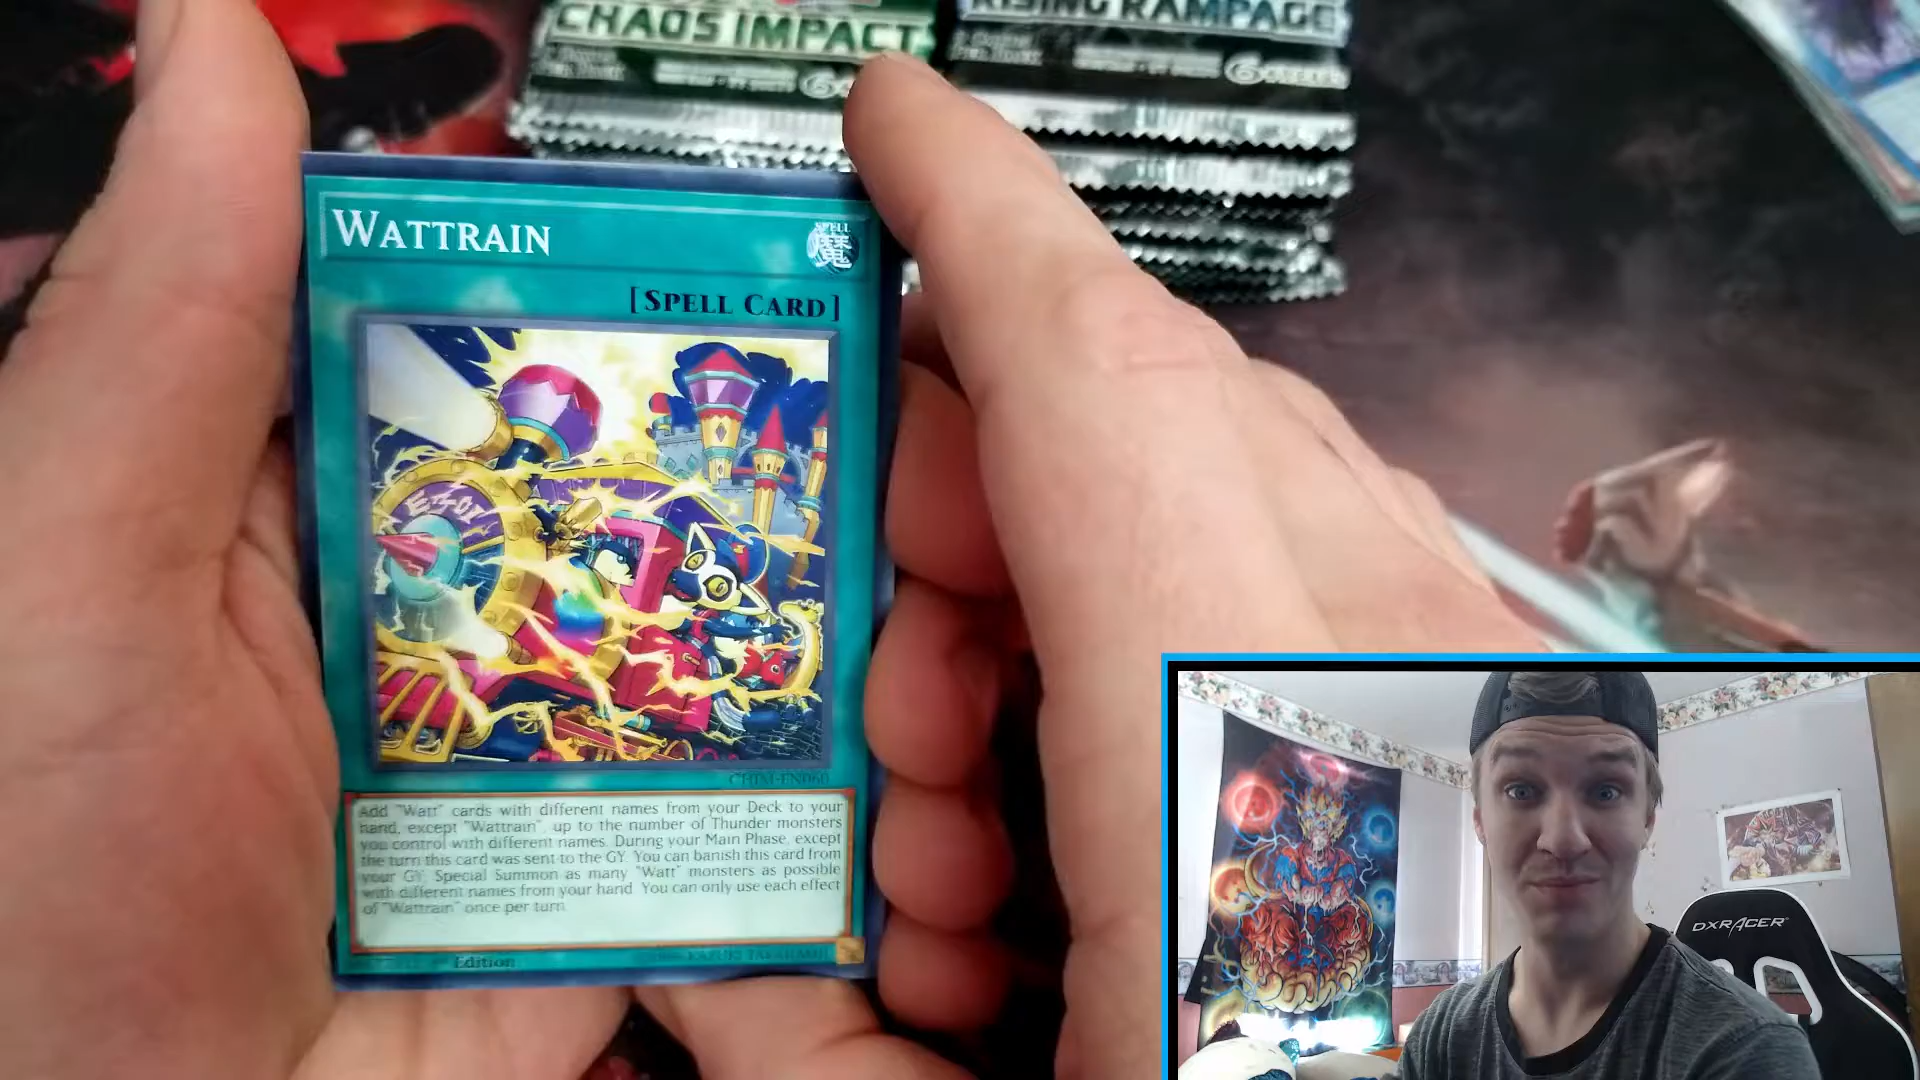 CHAOS IMPACT
RISING RAMPAGE
WATTRAIN
SPELL
魔
[SPELL CARD]
CHIM-EN060
Add "Watt" cards with different names from your Deck to your
hand, except "Wattrain", up to the number of Thunder monsters
you control with different names. During your Main Phase, except
the turn this card was sent to the GY: You can banish this card from
your GY; Special Summon as many "Watt" monsters as possible
with different names from your hand. You can only use each effect
of "Wattrain" once per turn.
Edition
KAZUKI TAKAHASHI
DXRACER